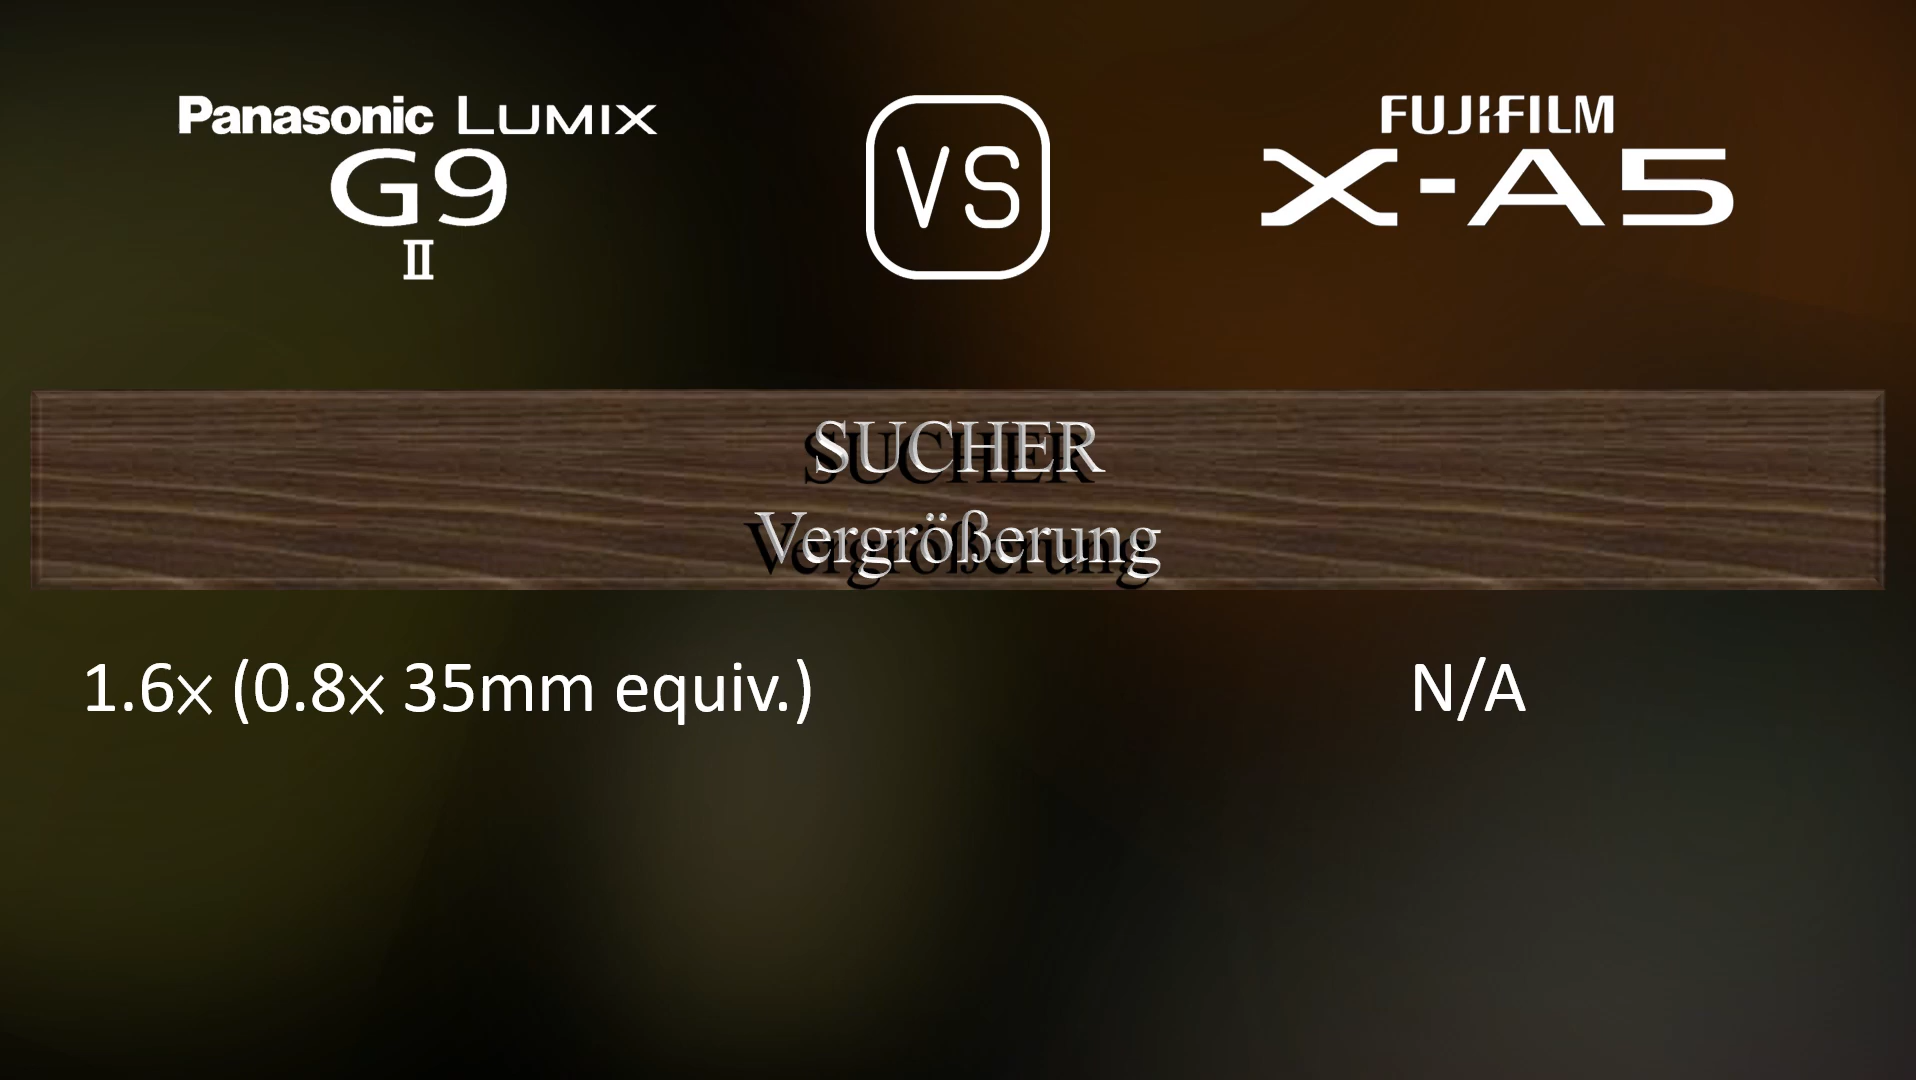 Panasonic LUMIX
G9
II
VS
FUJIFILM
X-A5
SUCHER
Vergrößerung
1.6x (0.8x 35mm equiv.)
N/A